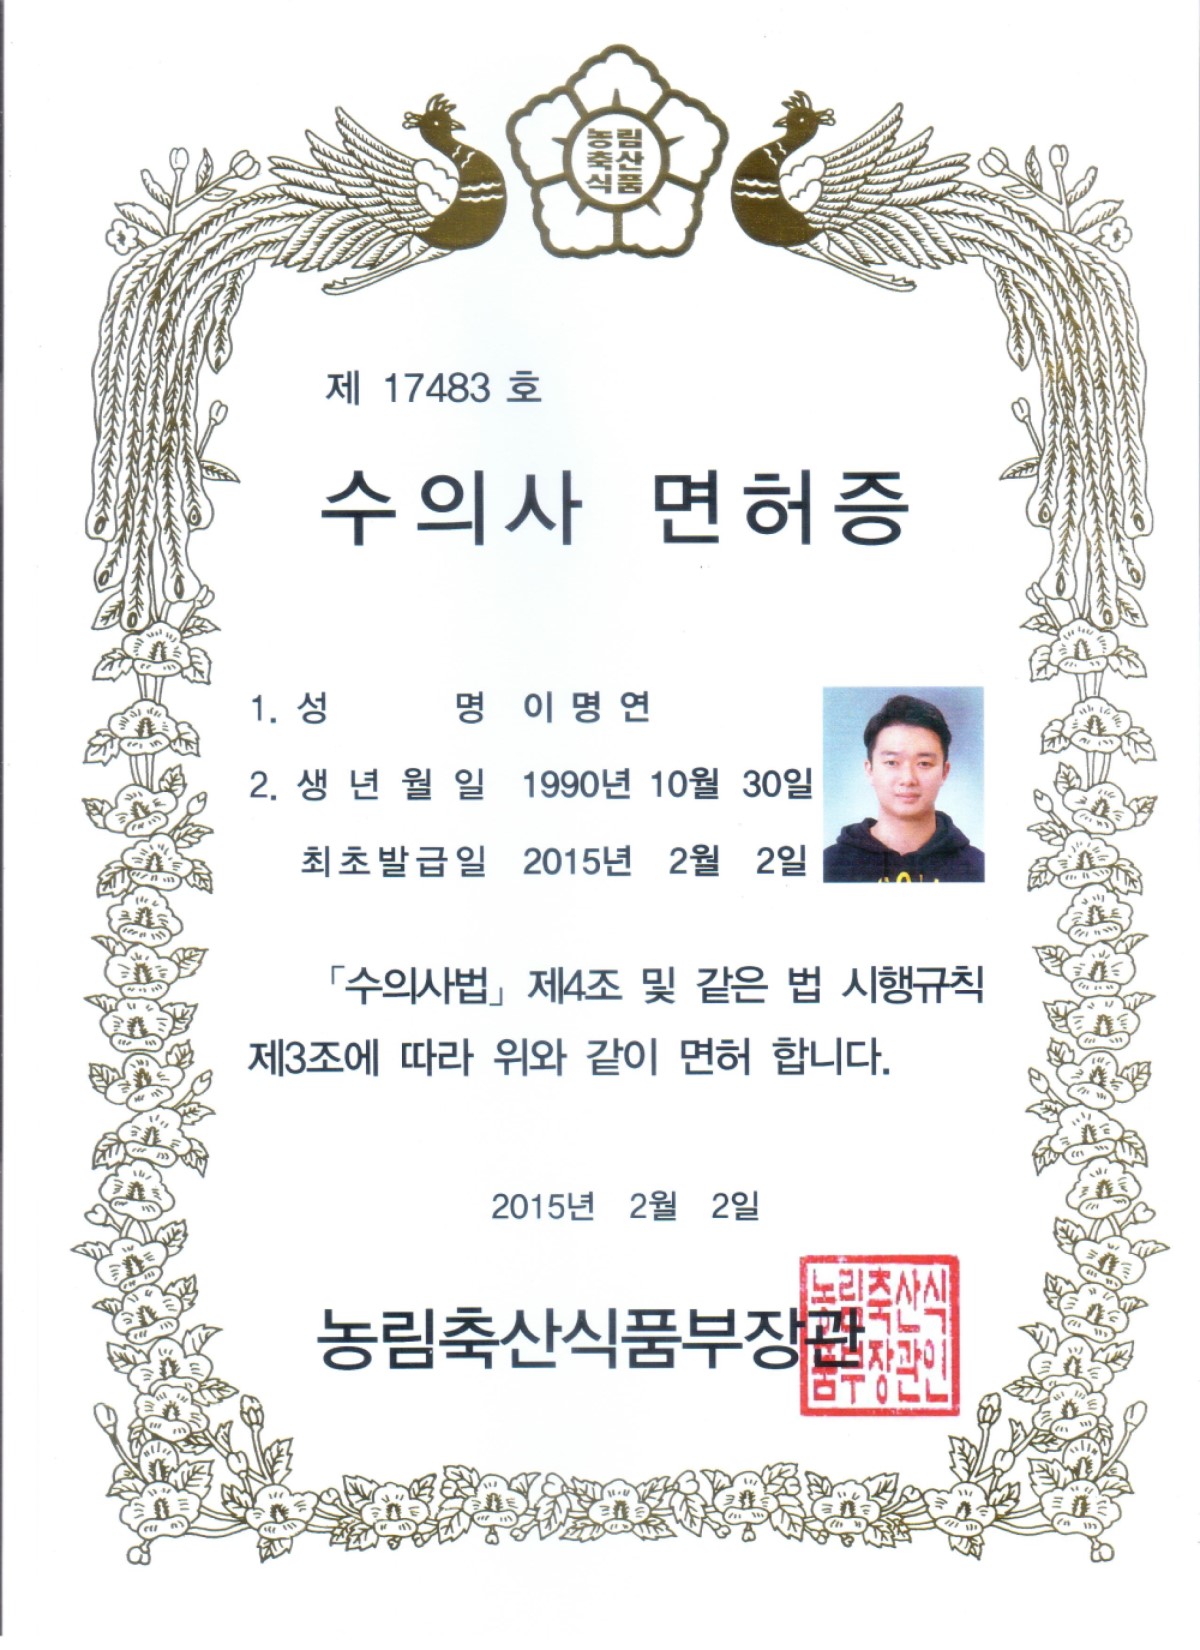 농림
축산
식품
제 17483 호
수의사 면허증
1. 성 명 이명연
2. 생년월일 1990년 10월 30일
최초발급일 2015년 2월 2일
「수의사법」 제4조 및 같은 법 시행규칙
제3조에 따라 위와 같이 면허 합니다.
2015년 2월 2일
농림축산식품부장관
농림축산식
품부장관인